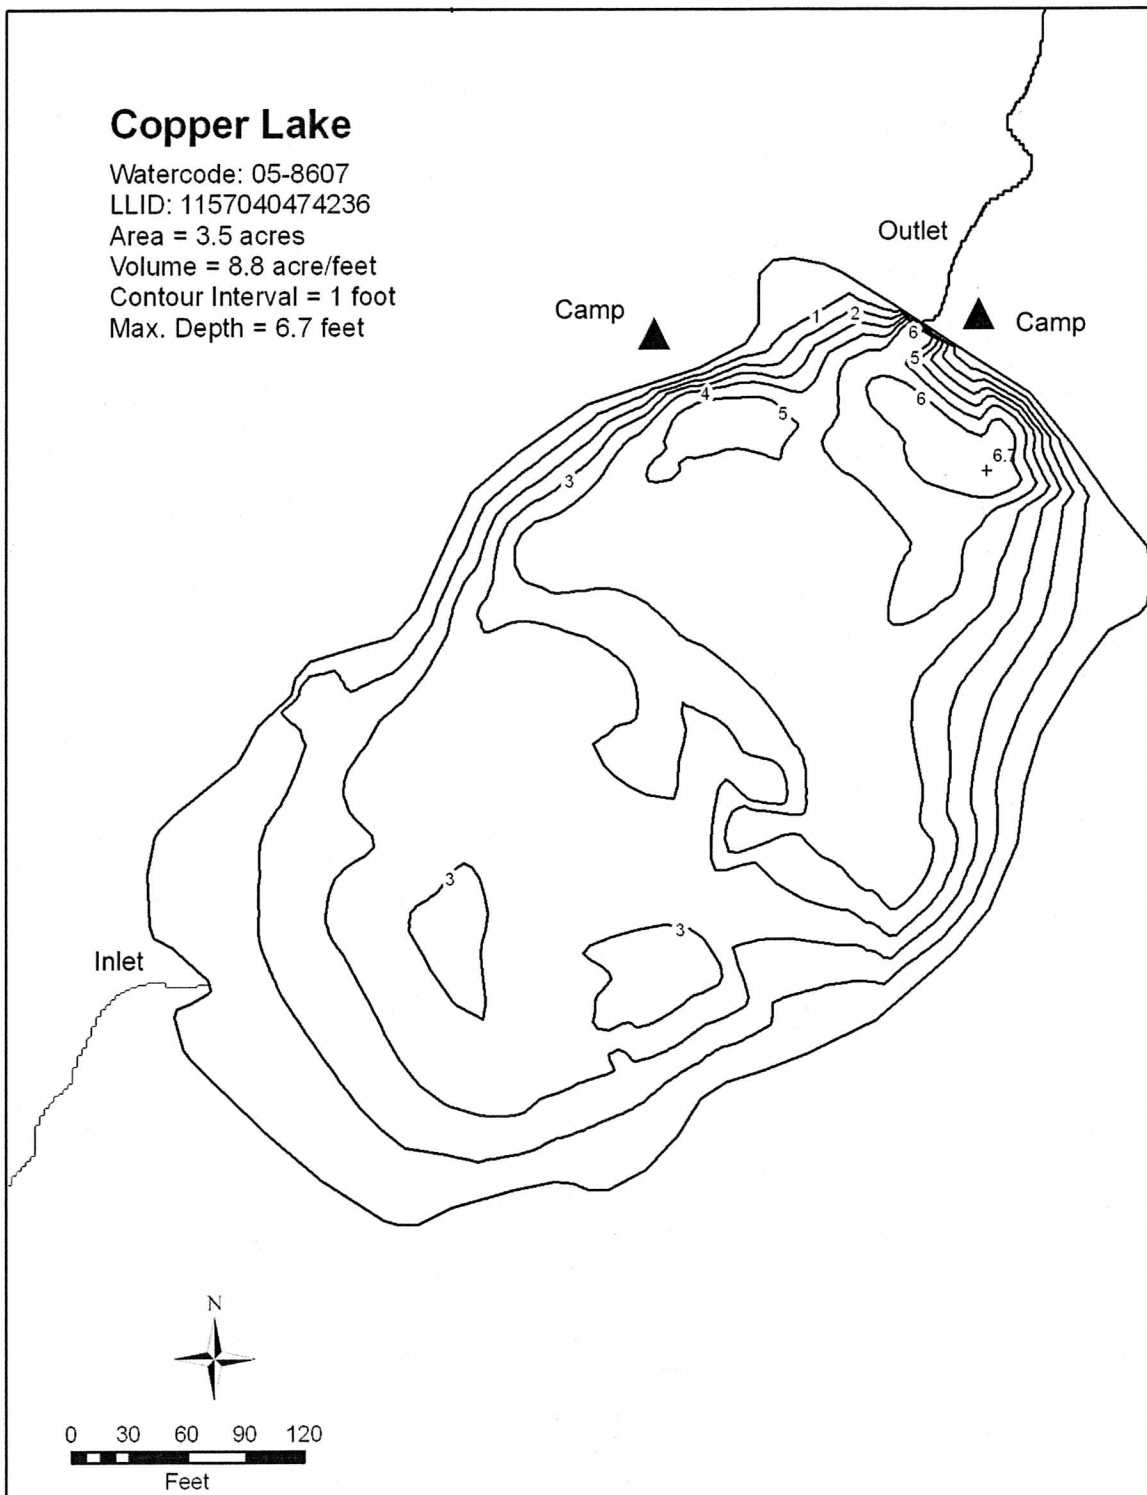 Copper Lake
Watercode: 05-8607
LLID: 1157040474236
Area = 3.5 acres
Volume = 8.8 acre/feet
Contour Interval = 1 foot
Max. Depth = 6.7 feet
Outlet
Camp
Camp
1
2
6
5
4
5
6
3
6.7
3
3
Inlet
N
0 30 60 90 120
Feet